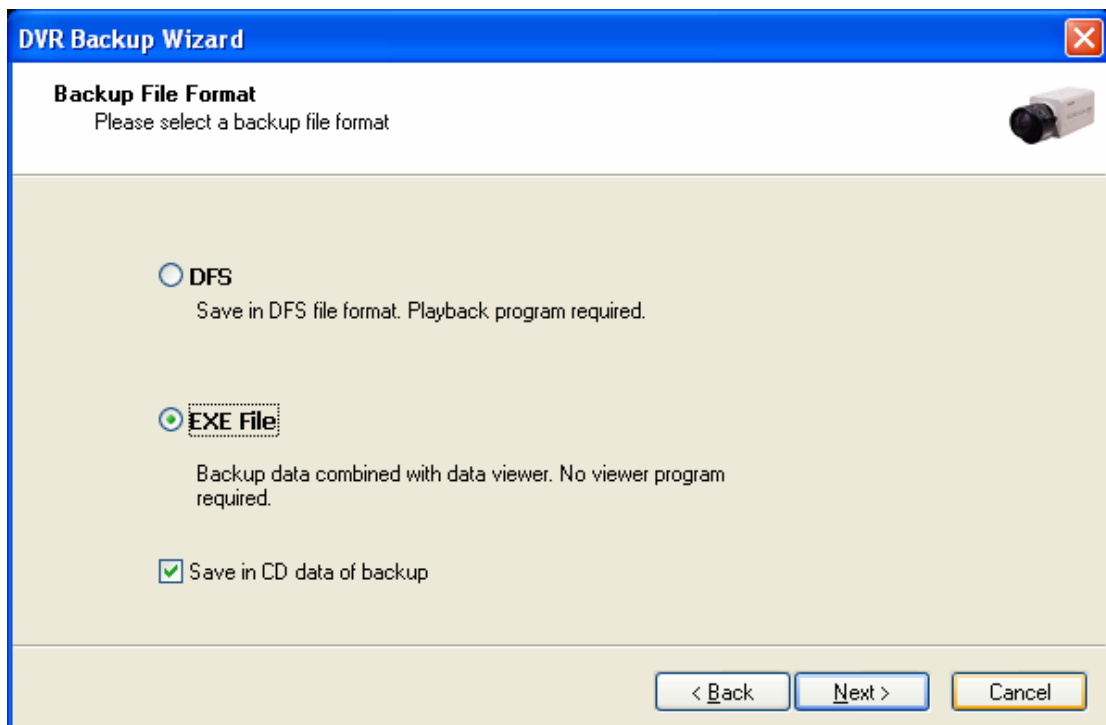 DVR Backup Wizard
Backup File Format
Please select a backup file format
DFS
Save in DFS file format. Playback program required.
EXE File
Backup data combined with data viewer. No viewer program
required.
Save in CD data of backup
< Back
Next >
Cancel